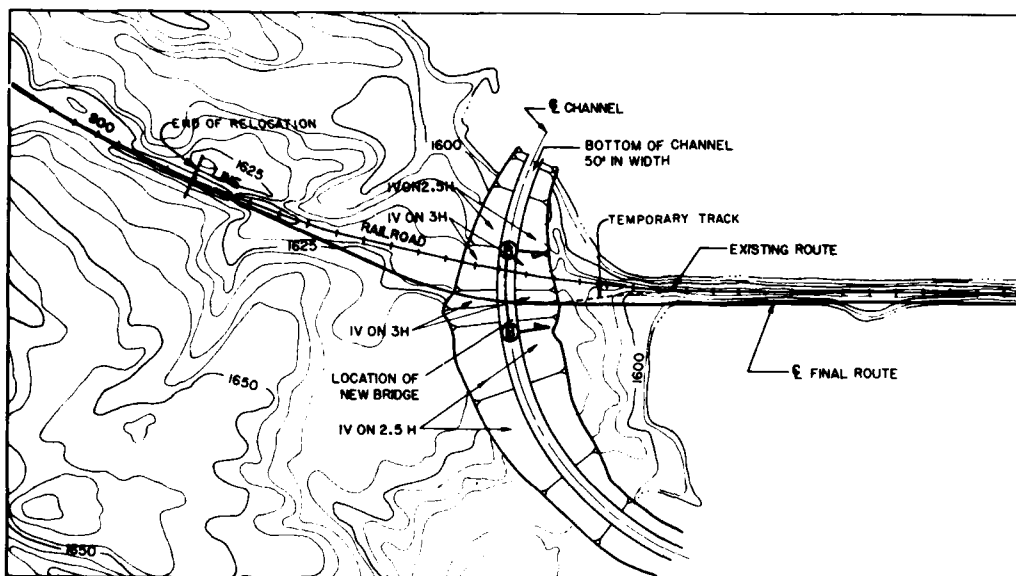 ℄ CHANNEL
BOTTOM OF CHANNEL
50' IN WIDTH
SOO
LINE
RAILROAD
END OF RELOCATION
1625
1600
1V ON 2.5H
1V ON 3H
1625
TEMPORARY TRACK
EXISTING ROUTE
1V ON 3H
LOCATION OF
NEW BRIDGE
1V ON 2.5 H
1600
℄ FINAL ROUTE
1650
1650